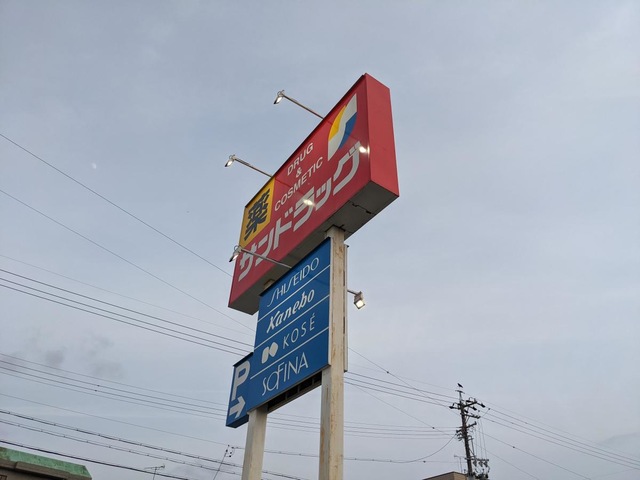 薬
DRUG
&
COSMETIC
サンドラッグ
SHISEIDO
Kanebo
KOSÉ
SOFINA
P
→